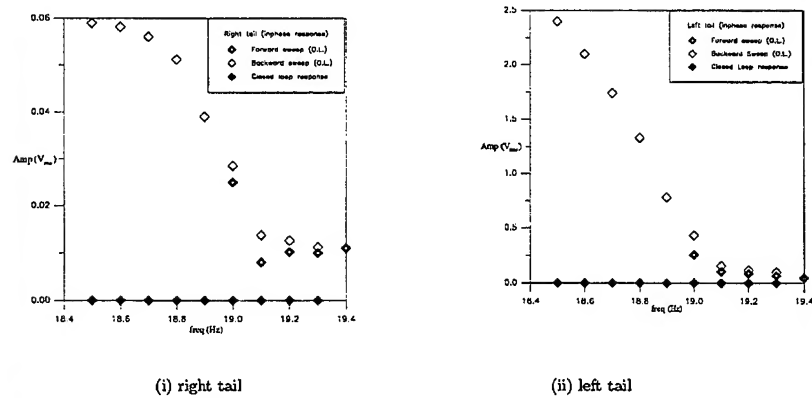 0.06
0.04
0.02
0.00
Amp (Vrms)
Right tail (inphase response)
Forward sweep (O.L.)
Backward sweep (O.L.)
Closed loop response
18.4
18.6
18.8
19.0
19.2
19.4
freq (Hz)
(i) right tail
2.5
2.0
1.5
1.0
0.5
0.0
Amp (Vrms)
Left tail (inphase response)
Forward sweep (O.L.)
Backward Sweep (O.L.)
Closed Loop response
18.4
18.6
18.8
19.0
19.2
19.4
freq (Hz)
(ii) left tail